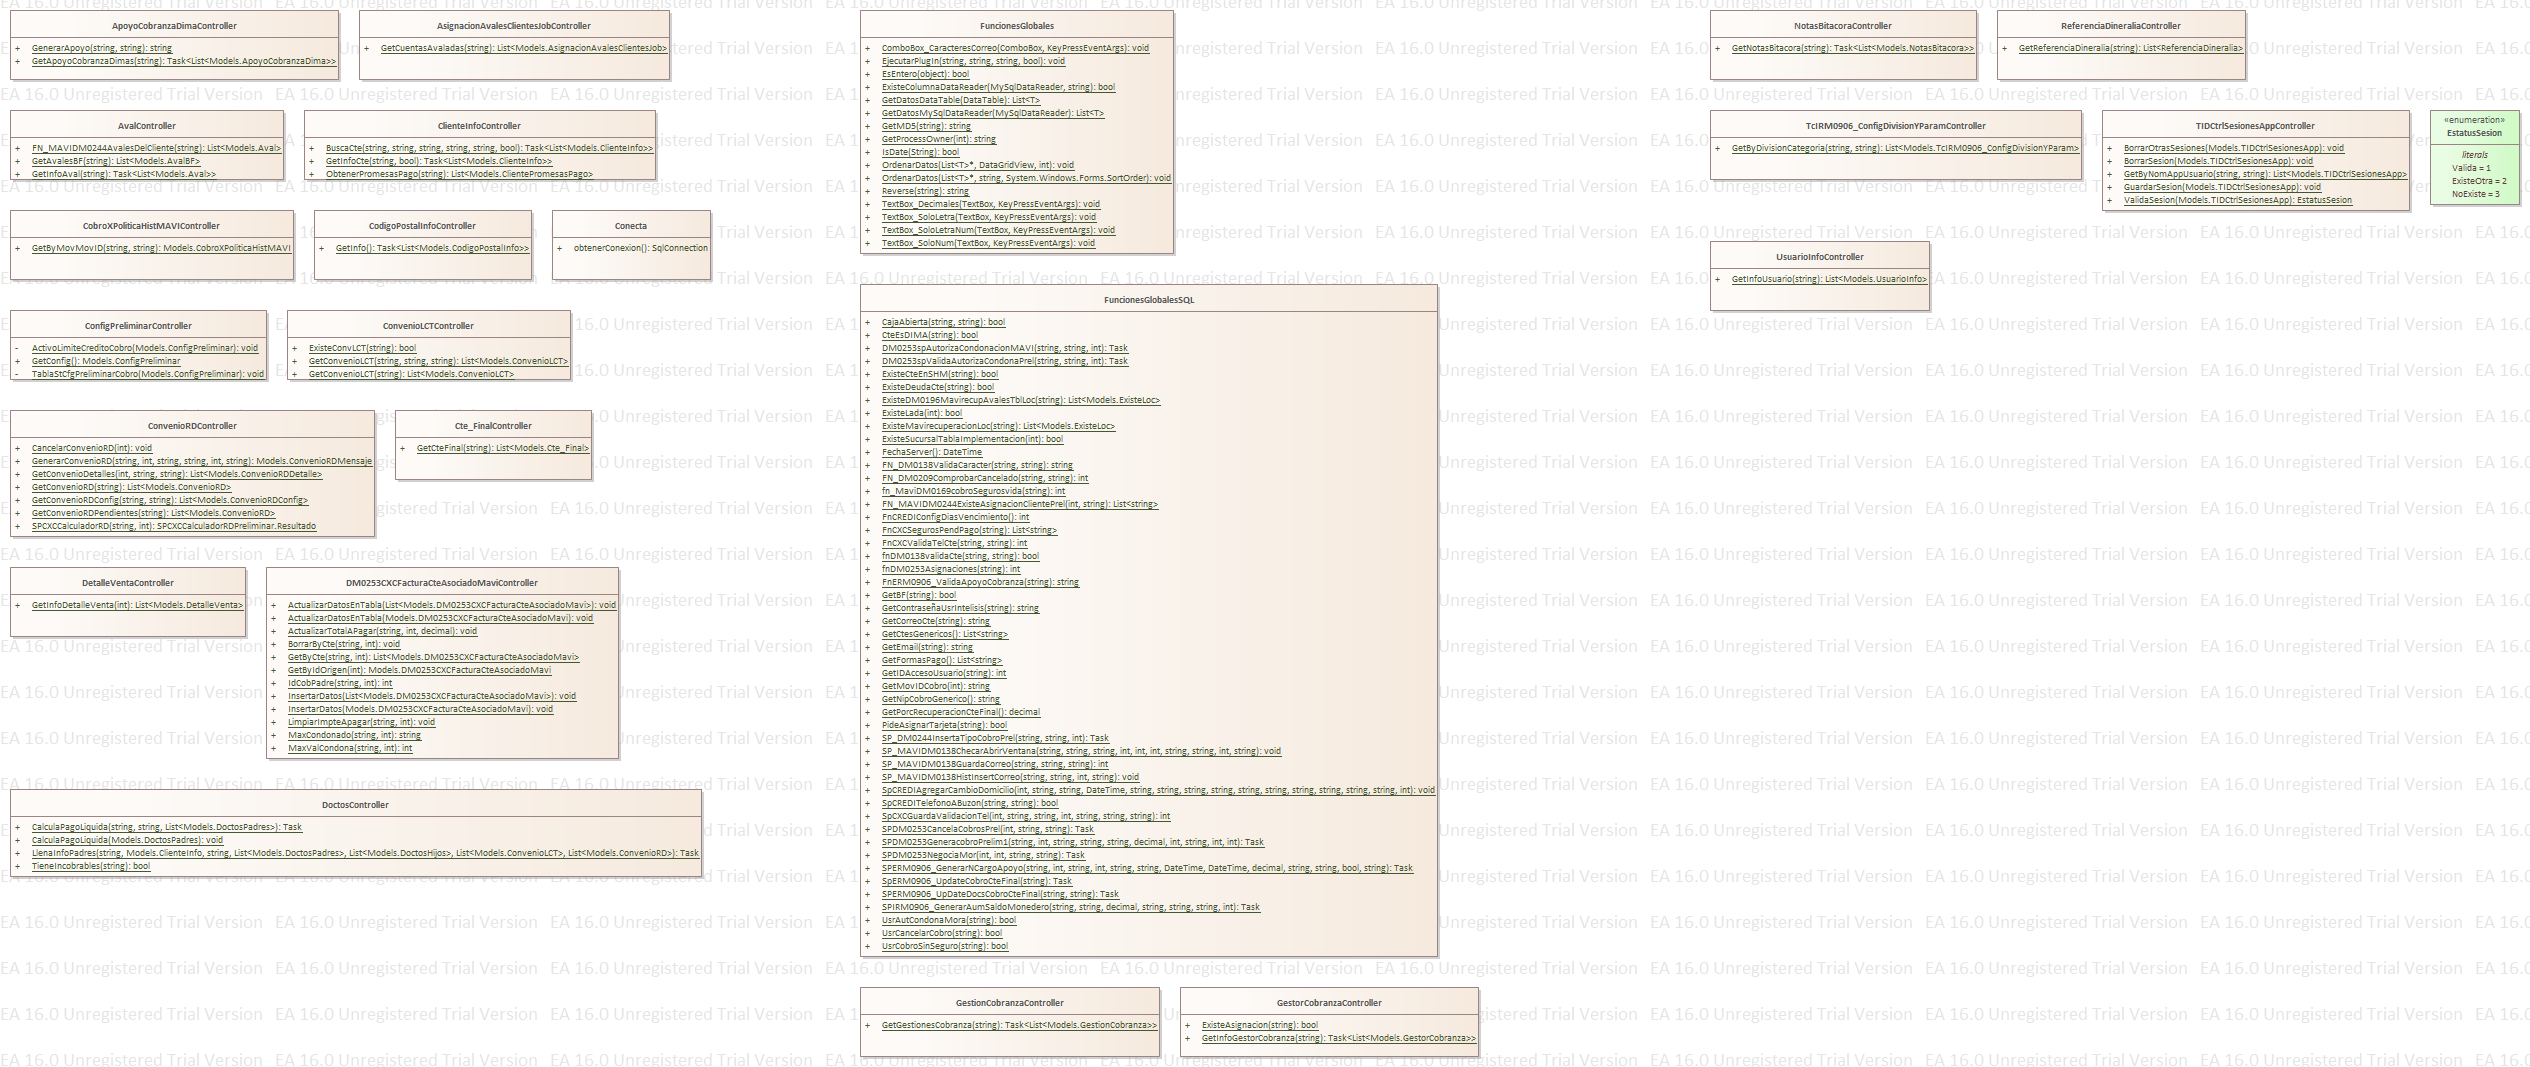 ApoyoCobranzaDimaController
+ GenerarApoyo(string, string): string
+ GetApoyoCobranzaDimas(string): Task<List<Models.ApoyoCobranzaDima>>
AsignacionAvalesClientesJobController
+ GetCuentasAvaladas(string): List<Models.AsignacionAvalesClientesJob>
AvalController
+ FN_MAVIDM0244AvalesDelCliente(string): List<Models.Aval>
+ GetAvalesBF(string): List<Models.AvalBF>
+ GetInfoAval(string): Task<List<Models.Aval>>
ClienteInfoController
+ BuscaCte(string, string, string, string, string, bool): Task<List<Models.ClienteInfo>>
+ GetInfoCte(string, bool): Task<List<Models.ClienteInfo>>
+ ObtenerPromesasPago(string): List<Models.ClientePromesasPago>
CobroXPoliticaHistMAVIController
+ GetByMovMovID(string, string): Models.CobroXPoliticaHistMAVI
CodigoPostalInfoController
+ GetInfo(): Task<List<Models.CodigoPostalInfo>>
Conecta
+ obtenerConexion(): SqlConnection
ConfigPreliminarController
- ActivoLimiteCreditoCobro(Models.ConfigPreliminar): void
+ GetConfig(): Models.ConfigPreliminar
- TablaStCfgPreliminarCobro(Models.ConfigPreliminar): void
ConvenioLCTController
+ ExisteConvLCT(string): bool
+ GetConvenioLCT(string, string, string): List<Models.ConvenioLCT>
+ GetConvenioLCT(string): List<Models.ConvenioLCT>
ConvenioRDController
+ CancelarConvenioRD(int): void
+ GenerarConvenioRD(string, int, string, string, int, string): Models.ConvenioRDMensaje
+ GetConvenioDetalles(int, string, string): List<Models.ConvenioRDDetalle>
+ GetConvenioRD(string): List<Models.ConvenioRD>
+ GetConvenioRDConfig(string, string): List<Models.ConvenioRDConfig>
+ GetConvenioRDPendientes(string): List<Models.ConvenioRD>
+ SPCXCCalculadorRD(string, int): SPCXCCalculadorRDPreliminar.Resultado
Cte_FinalController
+ GetCteFinal(string): List<Models.Cte_Final>
DetalleVentaController
+ GetInfoDetalleVenta(int): List<Models.DetalleVenta>
DM0253CXCFacturaCteAsociadoMaviController
+ ActualizarDatosEnTabla(List<Models.DM0253CXCFacturaCteAsociadoMavi>): void
+ ActualizarDatosEnTabla(Models.DM0253CXCFacturaCteAsociadoMavi): void
+ ActualizarTotalAPagar(string, int, decimal): void
+ BorrarByCte(string, int): void
+ GetByCte(string, int): List<Models.DM0253CXCFacturaCteAsociadoMavi>
+ GetByIdOrigen(int): Models.DM0253CXCFacturaCteAsociadoMavi
+ IdCobPadre(string, int): int
+ InsertarDatos(List<Models.DM0253CXCFacturaCteAsociadoMavi>): void
+ InsertarDatos(Models.DM0253CXCFacturaCteAsociadoMavi): void
+ LimpiarImpteApagar(string, int): void
+ MaxCondonado(string, int): string
+ MaxValCondona(string, int): int
DoctosController
+ CalculaPagoLiquida(string, string, List<Models.DoctosPadres>): Task
+ CalculaPagoLiquida(Models.DoctosPadres): void
+ LlenaInfoPadres(string, Models.ClienteInfo, string, List<Models.DoctosPadres>, List<Models.DoctosHijos>, List<Models.ConvenioLCT>, List<Models.ConvenioRD>): Task
+ TieneIncobrables(string): bool
FuncionesGlobales
+ ComboBox_CaracteresCorreo(ComboBox, KeyPressEventArgs): void
+ EjecutarPlugIn(string, string, string, bool): void
+ EsEntero(object): bool
+ ExisteColumnaDataReader(MySqlDataReader, string): bool
+ GetDatosDataTable(DataTable): List<T>
+ GetDatosMySqlDataReader(MySqlDataReader): List<T>
+ GetMD5(string): string
+ GetProcessOwner(int): string
+ IsDate(String): bool
+ OrdenarDatos(List<T>*, DataGridView, int): void
+ OrdenarDatos(List<T>*, string, System.Windows.Forms.SortOrder): void
+ Reverse(string): string
+ TextBox_Decimales(TextBox, KeyPressEventArgs): void
+ TextBox_SoloLetra(TextBox, KeyPressEventArgs): void
+ TextBox_SoloLetraNum(TextBox, KeyPressEventArgs): void
+ TextBox_SoloNum(TextBox, KeyPressEventArgs): void
FuncionesGlobalesSQL
+ CajaAbierta(string, string): bool
+ CteEsDIMA(string): bool
+ DM0253spAutorizaCondonacionMAVI(string, string, int): Task
+ DM0253spValidaAutorizaCondonaPrel(string, string, int): Task
+ ExisteCteEnSHM(string): bool
+ ExisteDeudaCte(string): bool
+ ExisteDM0196MavirecupAvalesTblLoc(string): List<Models.ExisteLoc>
+ ExisteLada(int): bool
+ ExisteMavirecuperacionLoc(string): List<Models.ExisteLoc>
+ ExisteSucursalTablaImplementacion(int): bool
+ FechaServer(): DateTime
+ FN_DM0138ValidaCaracter(string, string): string
+ FN_DM0209ComprobarCancelado(string, string): int
+ fn_MaviDM0169cobroSegurosvida(string): int
+ FN_MAVIDM0244ExisteAsignacionClientePrel(int, string): List<string>
+ FnCREDIConfigDiasVencimiento(): int
+ FnCXCSegurosPendPago(string): List<string>
+ FnCXCValidaTelCte(string, string): int
+ fnDM0138validaCte(string, string): bool
+ fnDM0253Asignaciones(string): int
+ FnERM0906_ValidaApoyoCobranza(string): string
+ GetBF(string): bool
+ GetContraseñaUsrIntelisis(string): string
+ GetCorreoCte(string): string
+ GetCtesGenericos(): List<string>
+ GetEmail(string): string
+ GetFormasPago(): List<string>
+ GetIDAccesoUsuario(string): int
+ GetMovIDCobro(int): string
+ GetNipCobroGenerico(): string
+ GetPorcRecuperacionCteFinal(): decimal
+ PideAsignarTarjeta(string): bool
+ SP_DM0244InsertaTipoCobroPrel(string, string, int): Task
+ SP_MAVIDM0138ChecarAbrirVentana(string, string, string, int, int, int, string, string, int, string): void
+ SP_MAVIDM0138GuardaCorreo(string, string, string): int
+ SP_MAVIDM0138HistInsertCorreo(string, string, int, string): void
+ SpCREDIAgregarCambioDomicilio(int, string, string, DateTime, string, string, string, string, string, string, string, string, string, string, int): void
+ SpCREDITelefonoABuzon(string, string): bool
+ SpCXCGuardaValidacionTel(int, string, string, int, string, string, string): int
+ SPDM0253CancelaCobrosPrel(int, string, string): Task
+ SPDM0253GeneracobroPrelim1(string, int, string, string, string, decimal, int, string, int, int): Task
+ SPDM0253NegociaMor(int, int, string, string): Task
+ SPERM0906_GenerarNCargoApoyo(string, int, string, int, string, string, DateTime, DateTime, decimal, string, string, bool, string): Task
+ SpERM0906_UpdateCobroCteFinal(string): Task
+ SPERM0906_UpDateDocsCobroCteFinal(string, string): Task
+ SPIRM0906_GenerarAumSaldoMonedero(string, string, decimal, string, string, string, int): Task
+ UsrAutCondonaMora(string): bool
+ UsrCancelarCobro(string): bool
+ UsrCobroSinSeguro(string): bool
GestionCobranzaController
+ GetGestionesCobranza(string): Task<List<Models.GestionCobranza>>
GestorCobranzaController
+ ExisteAsignacion(string): bool
+ GetInfoGestorCobranza(string): Task<List<Models.GestorCobranza>>
NotasBitacoraController
+ GetNotasBitacora(string): Task<List<Models.NotasBitacora>>
ReferenciaDineraliaController
+ GetReferenciaDineralia(string): List<ReferenciaDineralia>
TcIRM0906_ConfigDivisionYParamController
+ GetByDivisionCategoria(string, string): List<Models.TcIRM0906_ConfigDivisionYParam>
TIDCtrlSesionesAppController
+ BorrarOtrasSesiones(Models.TIDCtrlSesionesApp): void
+ BorrarSesion(Models.TIDCtrlSesionesApp): void
+ GetByNomAppUsuario(string, string): List<Models.TIDCtrlSesionesApp>
+ GuardarSesion(Models.TIDCtrlSesionesApp): void
+ ValidaSesion(Models.TIDCtrlSesionesApp): EstatusSesion
«enumeration»
EstatusSesion
literals
Valida = 1
ExisteOtra = 2
NoExiste = 3
UsuarioInfoController
+ GetInfoUsuario(string): List<Models.UsuarioInfo>
EA 16.0 Unregistered Trial Version